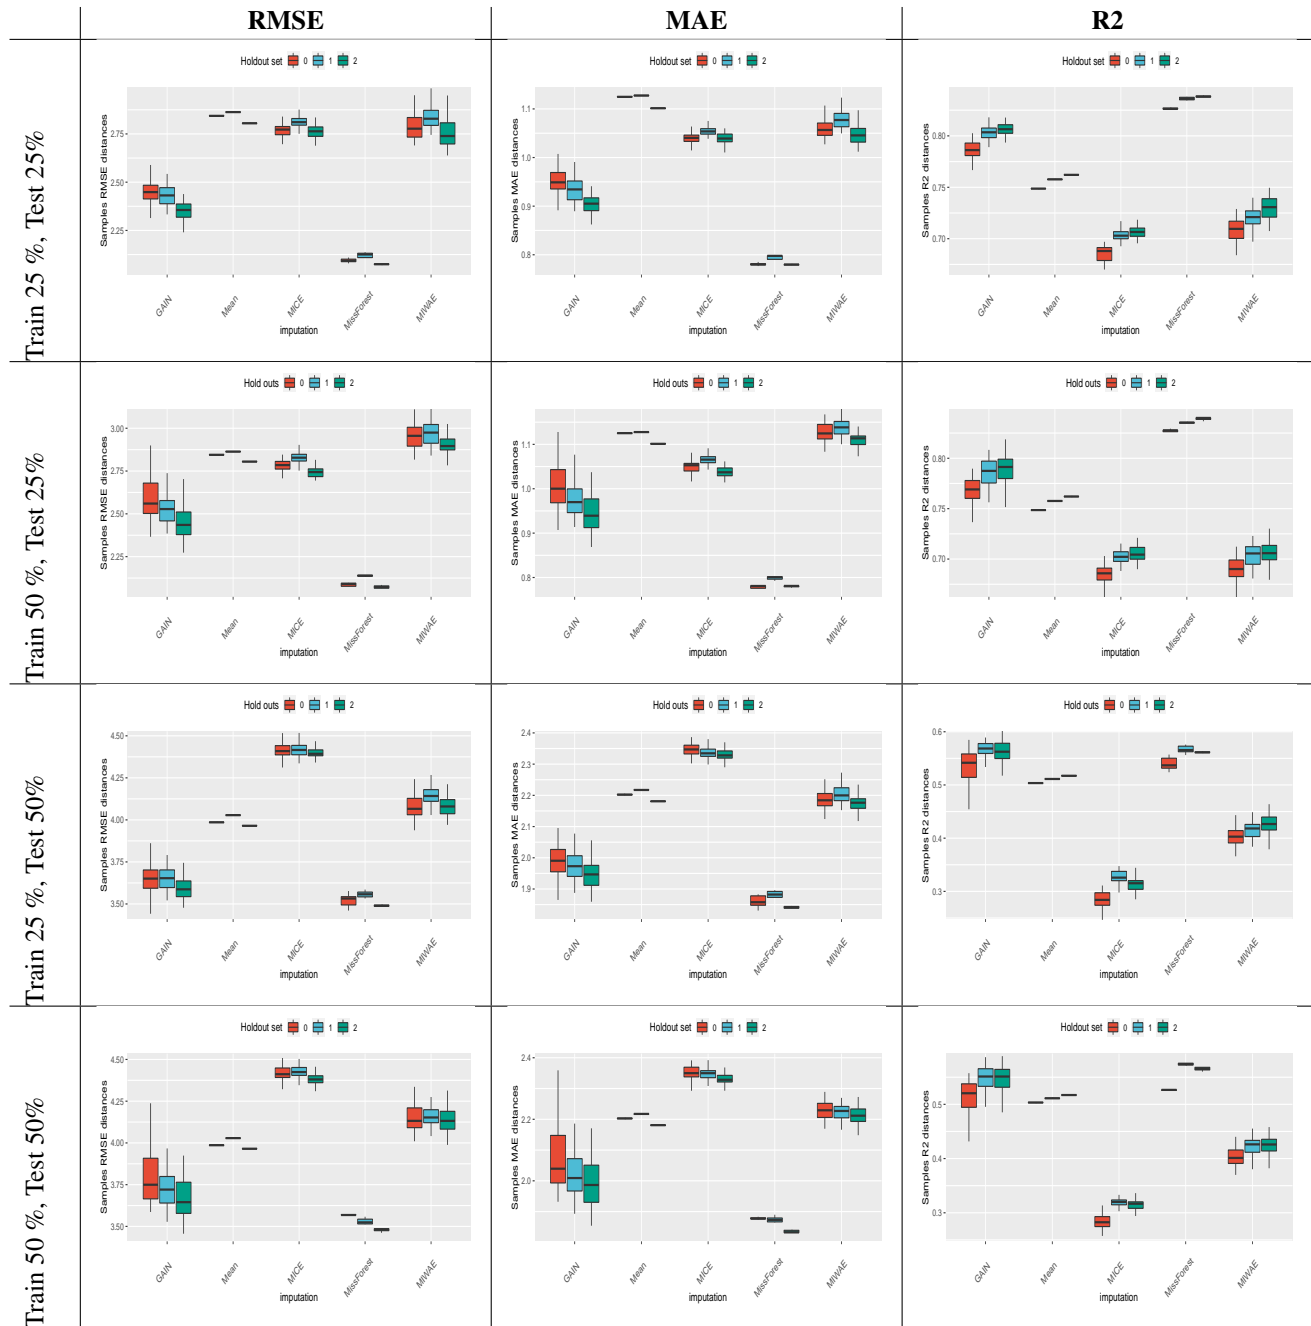 RMSE MAE R2
Train 25 %, Test 25%
Holdout set 0 1 2
Samples RMSE distances
2.75
2.50
2.25
GAIN Mean MICE MissForest MIWAE
imputation
Holdout set 0 1 2
Samples MAE distances
1.1
1.0
0.9
0.8
GAIN Mean MICE MissForest MIWAE
imputation
Holdout set 0 1 2
Samples R2 distances
0.80
0.75
0.70
GAIN Mean MICE MissForest MIWAE
imputation
Train 50 %, Test 25%
Hold outs 0 1 2
Samples RMSE distances
3.00
2.75
2.50
2.25
GAIN Mean MICE MissForest MIWAE
imputation
Hold outs 0 1 2
Samples MAE distances
1.1
1.0
0.9
0.8
GAIN Mean MICE MissForest MIWAE
imputation
Hold outs 0 1 2
Samples R2 distances
0.80
0.75
0.70
GAIN Mean MICE MissForest MIWAE
imputation
Train 25 %, Test 50%
Hold outs 0 1 2
Samples RMSE distances
4.50
4.25
4.00
3.75
3.50
GAIN Mean MICE MissForest MIWAE
imputation
Hold outs 0 1 2
Samples MAE distances
2.4
2.3
2.2
2.1
2.0
1.9
GAIN Mean MICE MissForest MIWAE
imputation
Hold outs 0 1 2
Samples R2 distances
0.6
0.5
0.4
0.3
GAIN Mean MICE MissForest MIWAE
imputation
Train 50 %, Test 50%
Holdout set 0 1 2
Samples RMSE distances
4.50
4.25
4.00
3.75
3.50
GAIN Mean MICE MissForest MIWAE
imputation
Holdout set 0 1 2
Samples MAE distances
2.4
2.2
2.0
GAIN Mean MICE MissForest MIWAE
imputation
Holdout set 0 1 2
Samples R2 distances
0.5
0.4
0.3
GAIN Mean MICE MissForest MIWAE
imputation